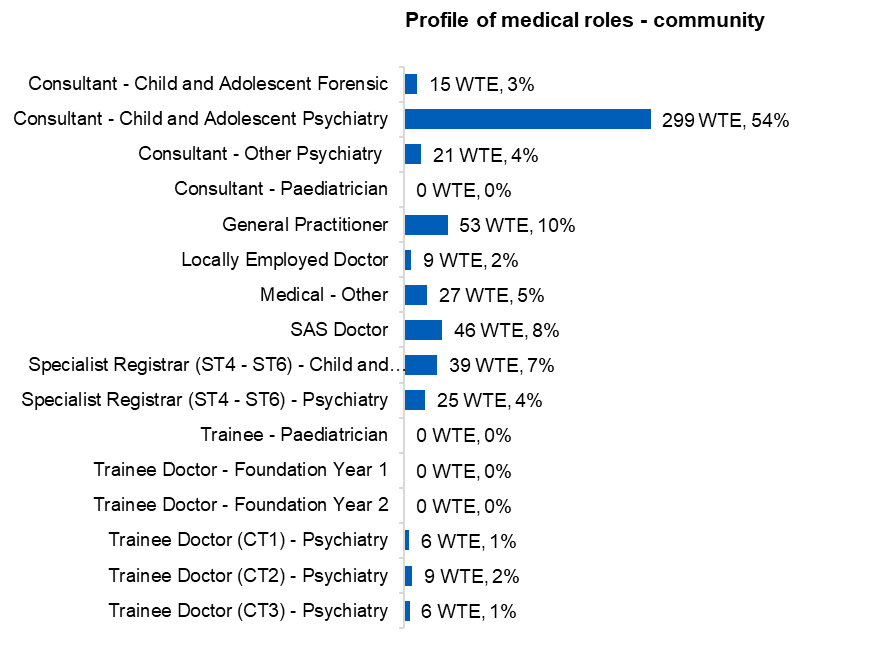 Profile of medical roles - community
Consultant - Child and Adolescent Forensic 15 WTE, 3%
Consultant - Child and Adolescent Psychiatry 299 WTE, 54%
Consultant - Other Psychiatry 21 WTE, 4%
Consultant - Paediatrician 0 WTE, 0%
General Practitioner 53 WTE, 10%
Locally Employed Doctor 9 WTE, 2%
Medical - Other 27 WTE, 5%
SAS Doctor 46 WTE, 8%
Specialist Registrar (ST4 - ST6) - Child and… 39 WTE, 7%
Specialist Registrar (ST4 - ST6) - Psychiatry 25 WTE, 4%
Trainee - Paediatrician 0 WTE, 0%
Trainee Doctor - Foundation Year 1 0 WTE, 0%
Trainee Doctor - Foundation Year 2 0 WTE, 0%
Trainee Doctor (CT1) - Psychiatry 6 WTE, 1%
Trainee Doctor (CT2) - Psychiatry 9 WTE, 2%
Trainee Doctor (CT3) - Psychiatry 6 WTE, 1%